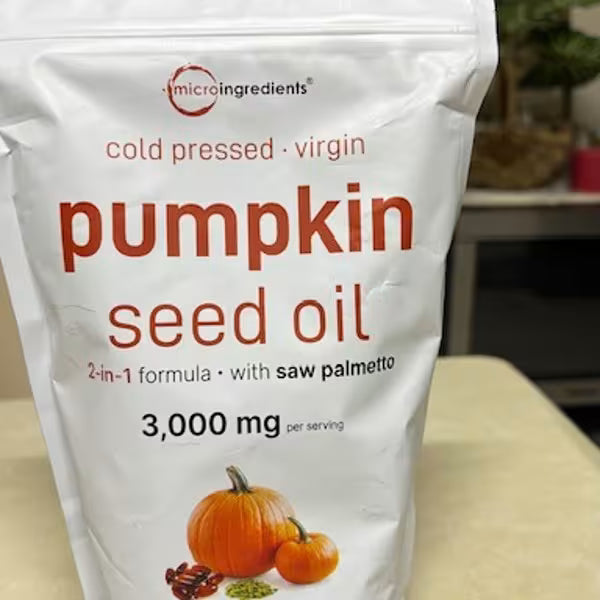 microingredients®
cold pressed · virgin
pumpkin
seed oil
2-in-1 formula • with saw palmetto
3,000 mg per serving